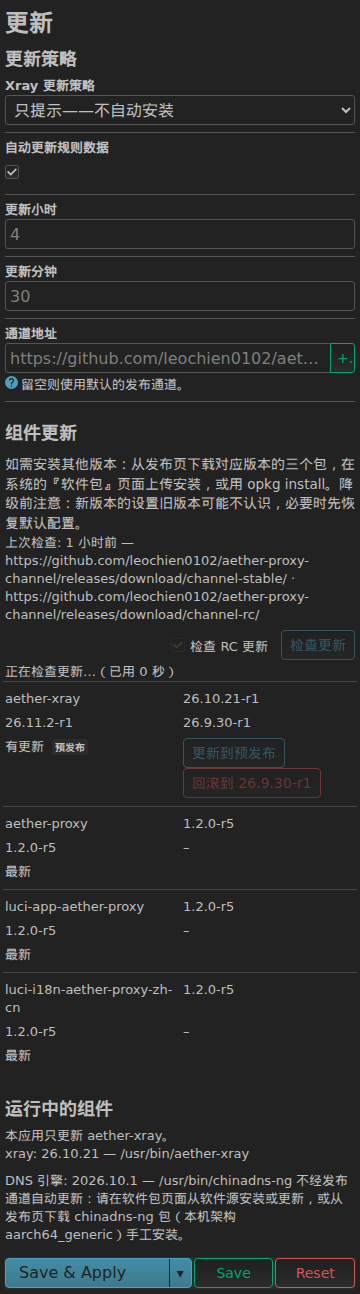 更新
更新策略
Xray 更新策略
只提示——不自动安装
自动更新规则数据
更新小时
4
更新分钟
30
通道地址
https://github.com/leochien0102/aet…
+
留空则使用默认的发布通道。
组件更新
如需安装其他版本：从发布页下载对应版本的三个包，在
系统的『软件包』页面上传安装，或用 opkg install。降
级前注意：新版本的设置旧版本可能不认识，必要时先恢
复默认配置。
上次检查: 1 小时前 —
https://github.com/leochien0102/aether-proxy-
channel/releases/download/channel-stable/ ·
https://github.com/leochien0102/aether-proxy-
channel/releases/download/channel-rc/
检查 RC 更新 检查更新
正在检查更新…（已用 0 秒）
aether-xray 26.10.21-r1
26.11.2-r1 26.9.30-r1
有更新 预发布 更新到预发布
回滚到 26.9.30-r1
aether-proxy 1.2.0-r5
1.2.0-r5 –
最新
luci-app-aether-proxy 1.2.0-r5
1.2.0-r5 –
最新
luci-i18n-aether-proxy-zh- 1.2.0-r5
cn
1.2.0-r5 –
最新
运行中的组件
本应用只更新 aether-xray。
xray: 26.10.21 — /usr/bin/aether-xray
DNS 引擎: 2026.10.1 — /usr/bin/chinadns-ng 不经发布
通道自动更新：请在软件包页面从软件源安装或更新，或从
发布页下载 chinadns-ng 包（本机架构
aarch64_generic）手工安装。
Save & Apply ▾ Save Reset